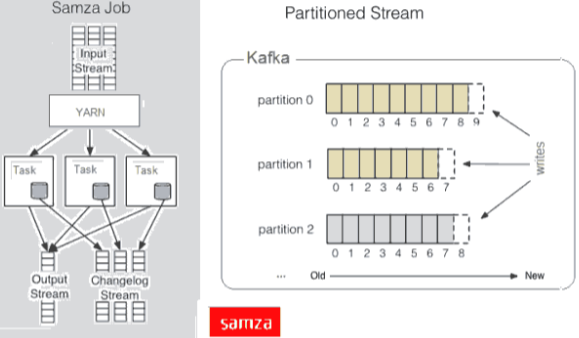 Samza Job
Input
Stream
YARN
Task
Task
Task
Output
Stream
Changelog
Stream
Partitioned Stream
Kafka
partition 0
0 1 2 3 4 5 6 7 8 9
partition 1
0 1 2 3 4 5 6 7
partition 2
0 1 2 3 4 5 6 7 8
writes
... Old New
samza